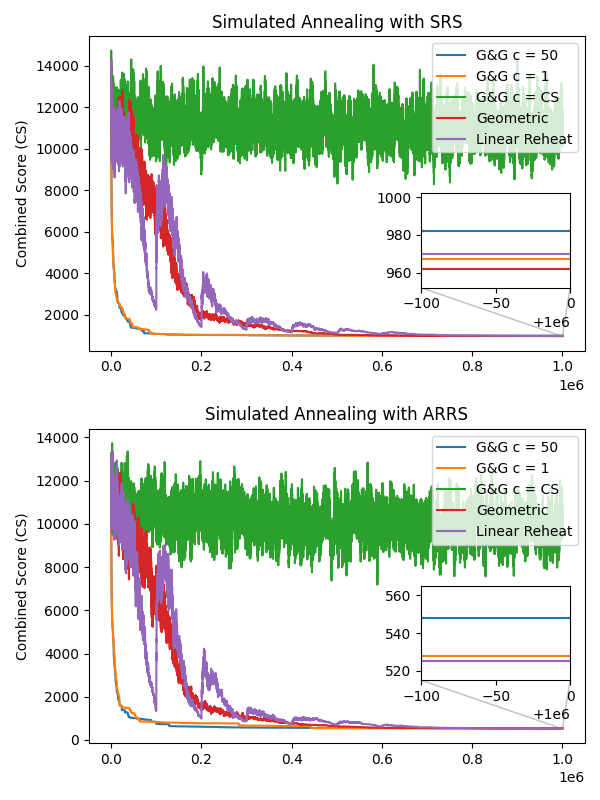 Simulated Annealing with SRS
Combined Score (CS)
14000
12000
10000
8000
6000
4000
2000
G&G c = 50
G&G c = 1
G&G c = CS
Geometric
Linear Reheat
1000
980
960
−100
−50
0
+1e6
0.0
0.2
0.4
0.6
0.8
1.0
1e6
Simulated Annealing with ARRS
Combined Score (CS)
14000
12000
10000
8000
6000
4000
2000
0
G&G c = 50
G&G c = 1
G&G c = CS
Geometric
Linear Reheat
560
540
520
−100
−50
0
+1e6
0.0
0.2
0.4
0.6
0.8
1.0
1e6